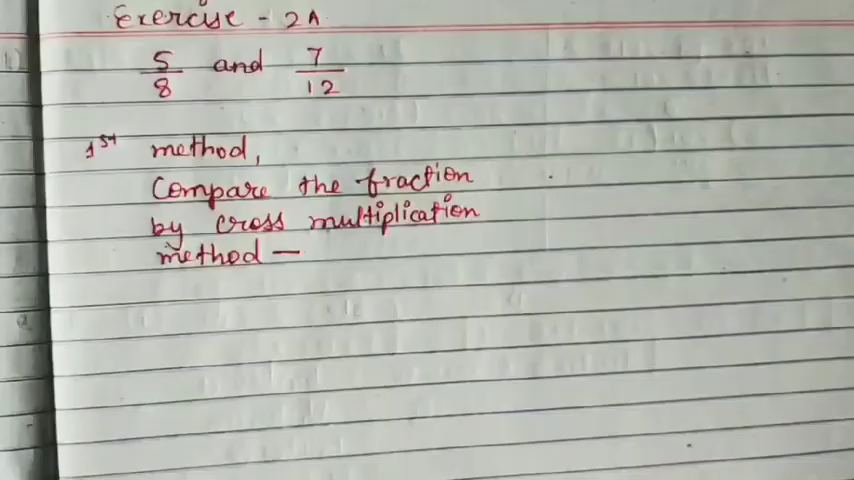 Exercise - 2A
5/8 and 7/12
1st method,
Compare the fraction
by cross multiplication
method —